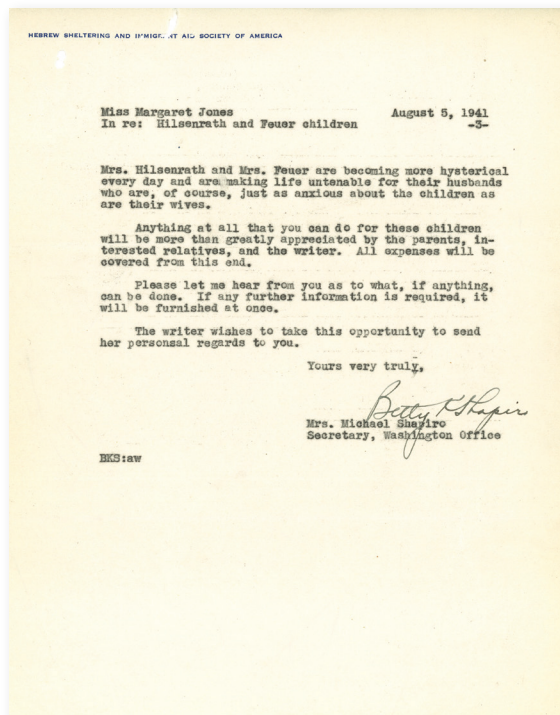 HEBREW SHELTERING AND IMMIGRANT AID SOCIETY OF AMERICA
Miss Margaret Jones August 5, 1941
In re: Hilsenrath and Feuer children -3-
Mrs. Hilsenrath and Mrs. Feuer are becoming more hysterical
every day and are making life untenable for their husbands
who are, of course, just as anxious about the children as
are their wives.
Anything at all that you can do for these children
will be more than greatly appreciated by the parents, in-
terested relatives, and the writer. All expenses will be
covered from this end.
Please let me hear from you as to what, if anything,
can be done. If any further information is required, it
will be furnished at once.
The writer wishes to take this opportunity to send
her personsal regards to you.
Yours very truly,
Betty K Shapiro
Mrs. Michael Shapiro
Secretary, Washington Office
BKS:aw